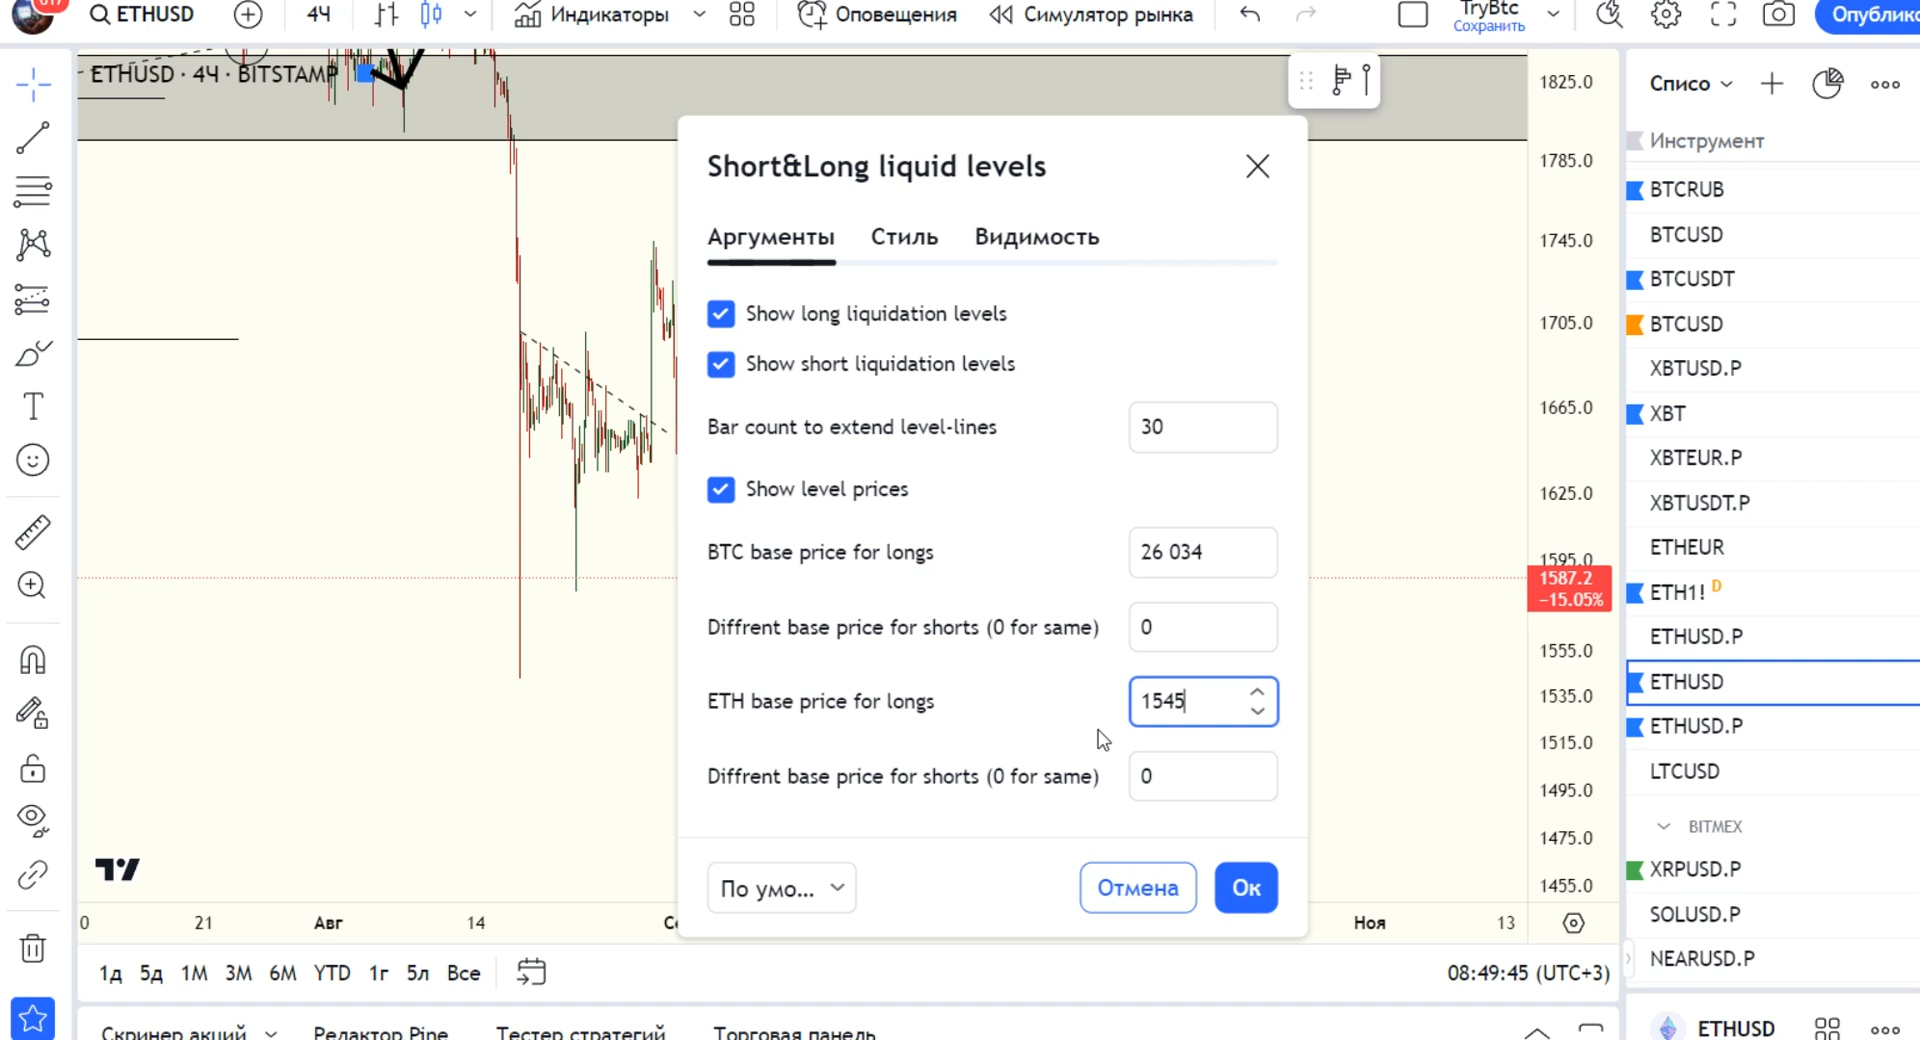 617
ETHUSD
4Ч
Индикаторы
Оповещения
Симулятор рынка
TryBtc
Сохранить
ETHUSD · 4Ч · BITSTAMP
1825.0
1785.0
1745.0
1705.0
1665.0
1625.0
1595.0
1587.2
−15.05%
1555.0
1535.0
1515.0
1495.0
1475.0
1455.0
Short&Long liquid levels
Аргументы
Стиль
Видимость
Show long liquidation levels
Show short liquidation levels
Bar count to extend level-lines
30
Show level prices
BTC base price for longs
26 034
Diffrent base price for shorts (0 for same)
0
ETH base price for longs
1545
Diffrent base price for shorts (0 for same)
0
По умо...
Отмена
Ок
0
21
Авг
14
Ноя
13
1д
5д
1М
3М
6М
YTD
1г
5л
Все
08:49:45 (UTC+3)
Скринер акций
Редактор Pine
Тестер стратегий
Торговая панель
Списо
Инструмент
BTCRUB
BTCUSD
BTCUSDT
BTCUSD
XBTUSD.P
XBT
XBTEUR.P
XBTUSDT.P
ETHEUR
ETH1! D
ETHUSD.P
ETHUSD
ETHUSD.P
LTCUSD
BITMEX
XRPUSD.P
SOLUSD.P
NEARUSD.P
ETHUSD